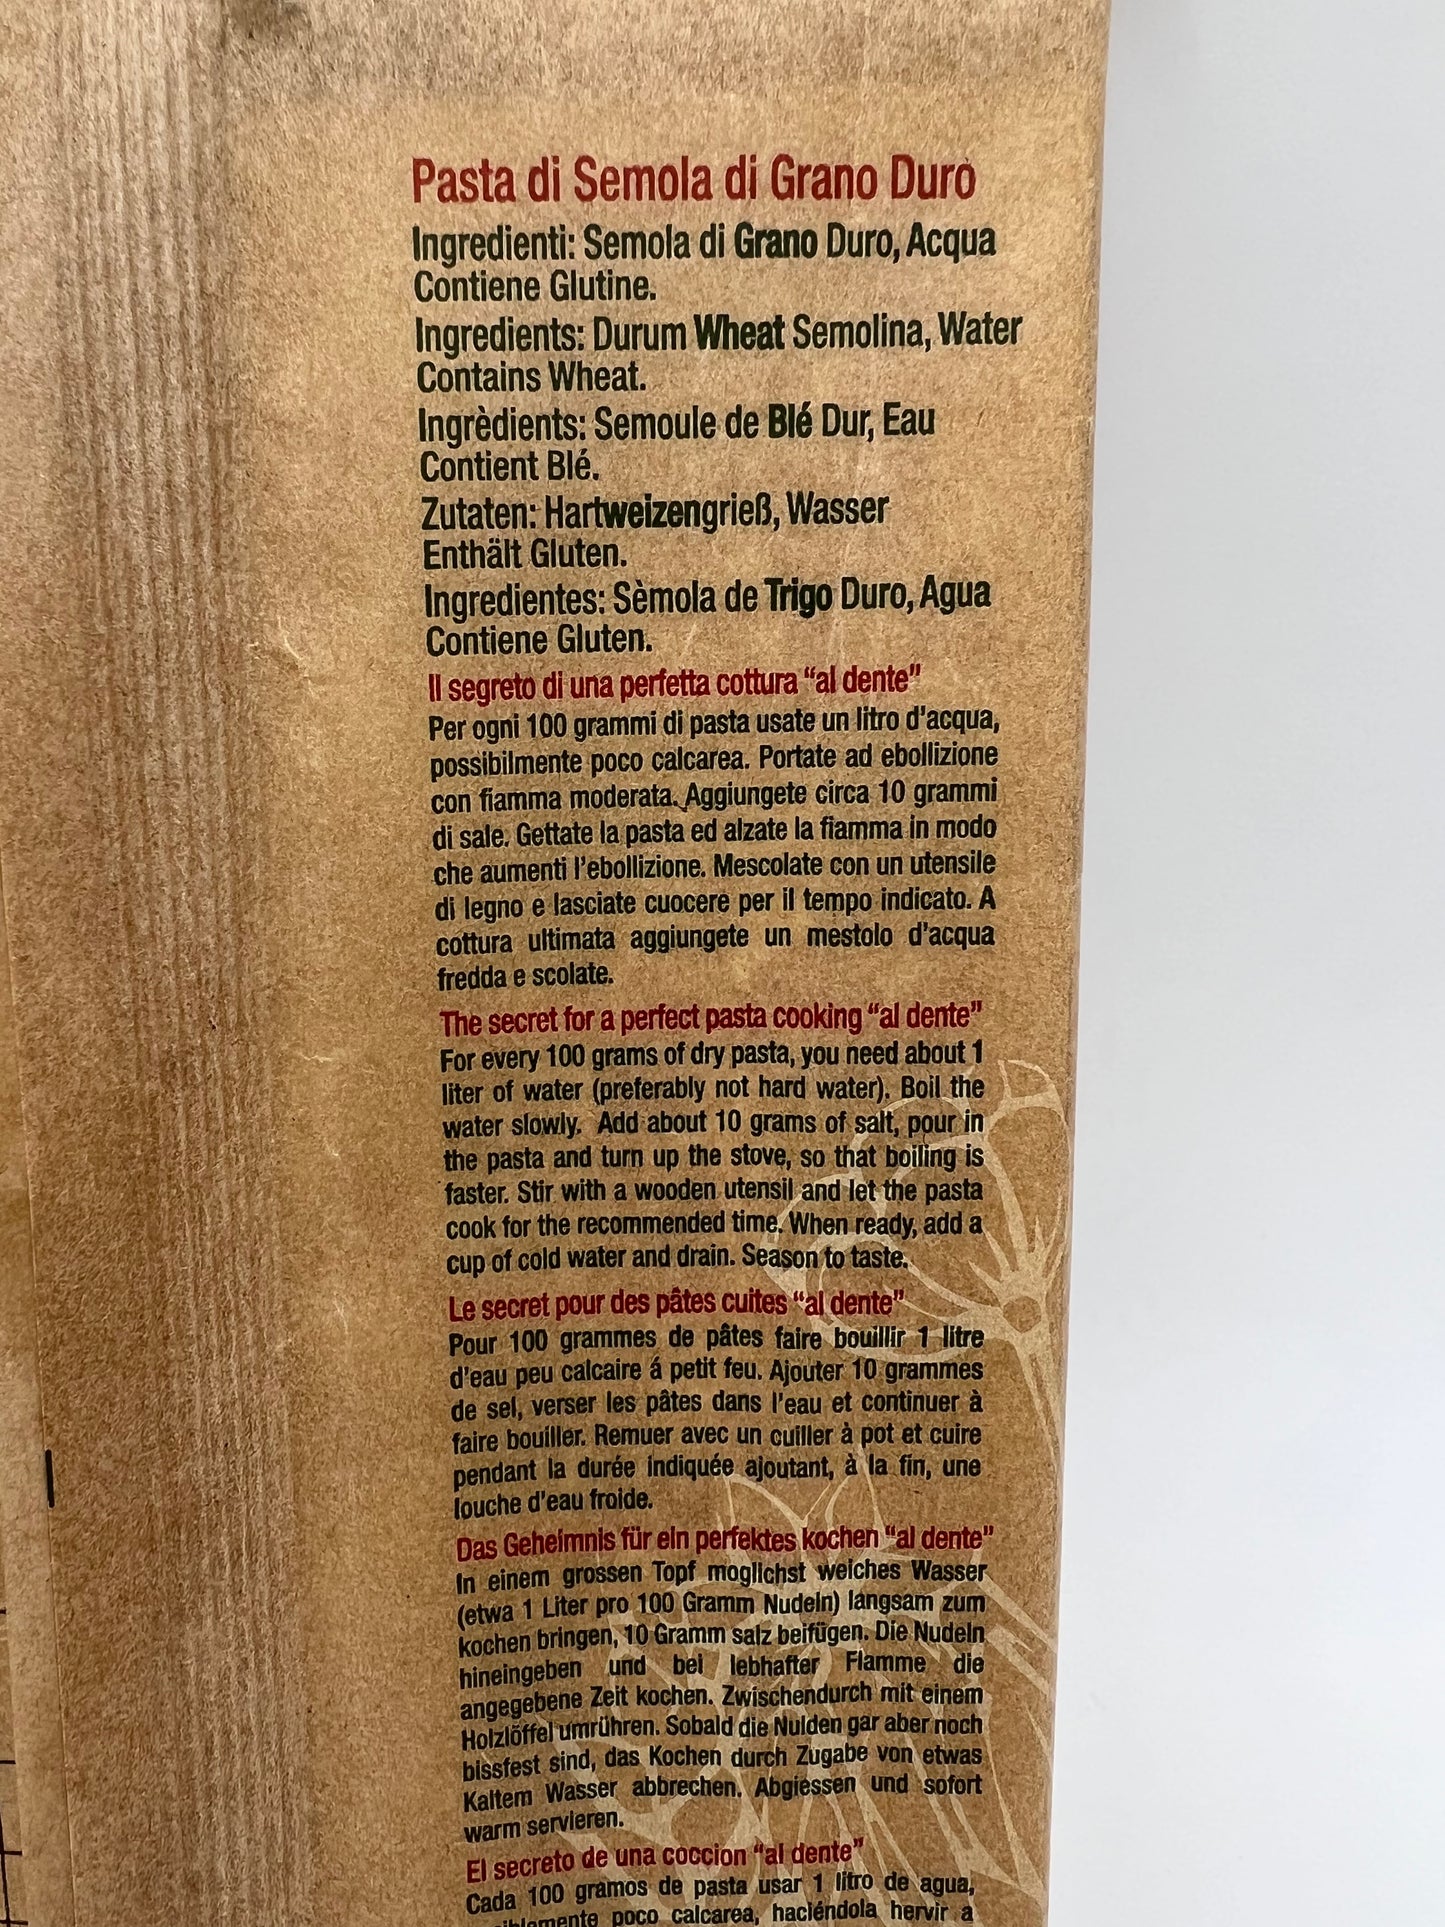 Pasta di Semola di Grano Duro
Ingredienti: Semola di Grano Duro, Acqua
Contiene Glutine.
Ingredients: Durum Wheat Semolina, Water
Contains Wheat.
Ingrèdients: Semoule de Blé Dur, Eau
Contient Blé.
Zutaten: Hartweizengrieß, Wasser
Enthält Gluten.
Ingredientes: Sèmola de Trigo Duro, Agua
Contiene Gluten.
Il segreto di una perfetta cottura “al dente”
Per ogni 100 grammi di pasta usate un litro d’acqua,
possibilmente poco calcarea. Portate ad ebollizione
con fiamma moderata. Aggiungete circa 10 grammi
di sale. Gettate la pasta ed alzate la fiamma in modo
che aumenti l’ebollizione. Mescolate con un utensile
di legno e lasciate cuocere per il tempo indicato. A
cottura ultimata aggiungete un mestolo d’acqua
fredda e scolate.
The secret for a perfect pasta cooking “al dente”
For every 100 grams of dry pasta, you need about 1
liter of water (preferably not hard water). Boil the
water slowly. Add about 10 grams of salt, pour in
the pasta and turn up the stove, so that boiling is
faster. Stir with a wooden utensil and let the pasta
cook for the recommended time. When ready, add a
cup of cold water and drain. Season to taste.
Le secret pour des pâtes cuites “al dente”
Pour 100 grammes de pâtes faire bouillir 1 litre
d’eau peu calcaire á petit feu. Ajouter 10 grammes
de sel, verser les pâtes dans l’eau et continuer à
faire bouiller. Remuer avec un cuiller à pot et cuire
pendant la durée indiquée ajoutant, à la fin, une
louche d’eau froide.
Das Geheimnis für ein perfektes kochen “al dente”
In einem grossen Topf moglichst weiches Wasser
(etwa 1 Liter pro 100 Gramm Nudeln) langsam zum
kochen bringen, 10 Gramm salz beifügen. Die Nudeln
hineingeben und bei lebhafter Flamme die
angegebene Zeit kochen. Zwischendurch mit einem
Holzlöffel umrühren. Sobald die Nulden gar aber noch
bissfest sind, das Kochen durch Zugabe von etwas
Kaltem Wasser abbrechen. Abgiessen und sofort
warm servieren.
El secreto de una coccion “al dente”
Cada 100 gramos de pasta usar 1 litro de agua,
poco calcarea, haciéndola hervir a